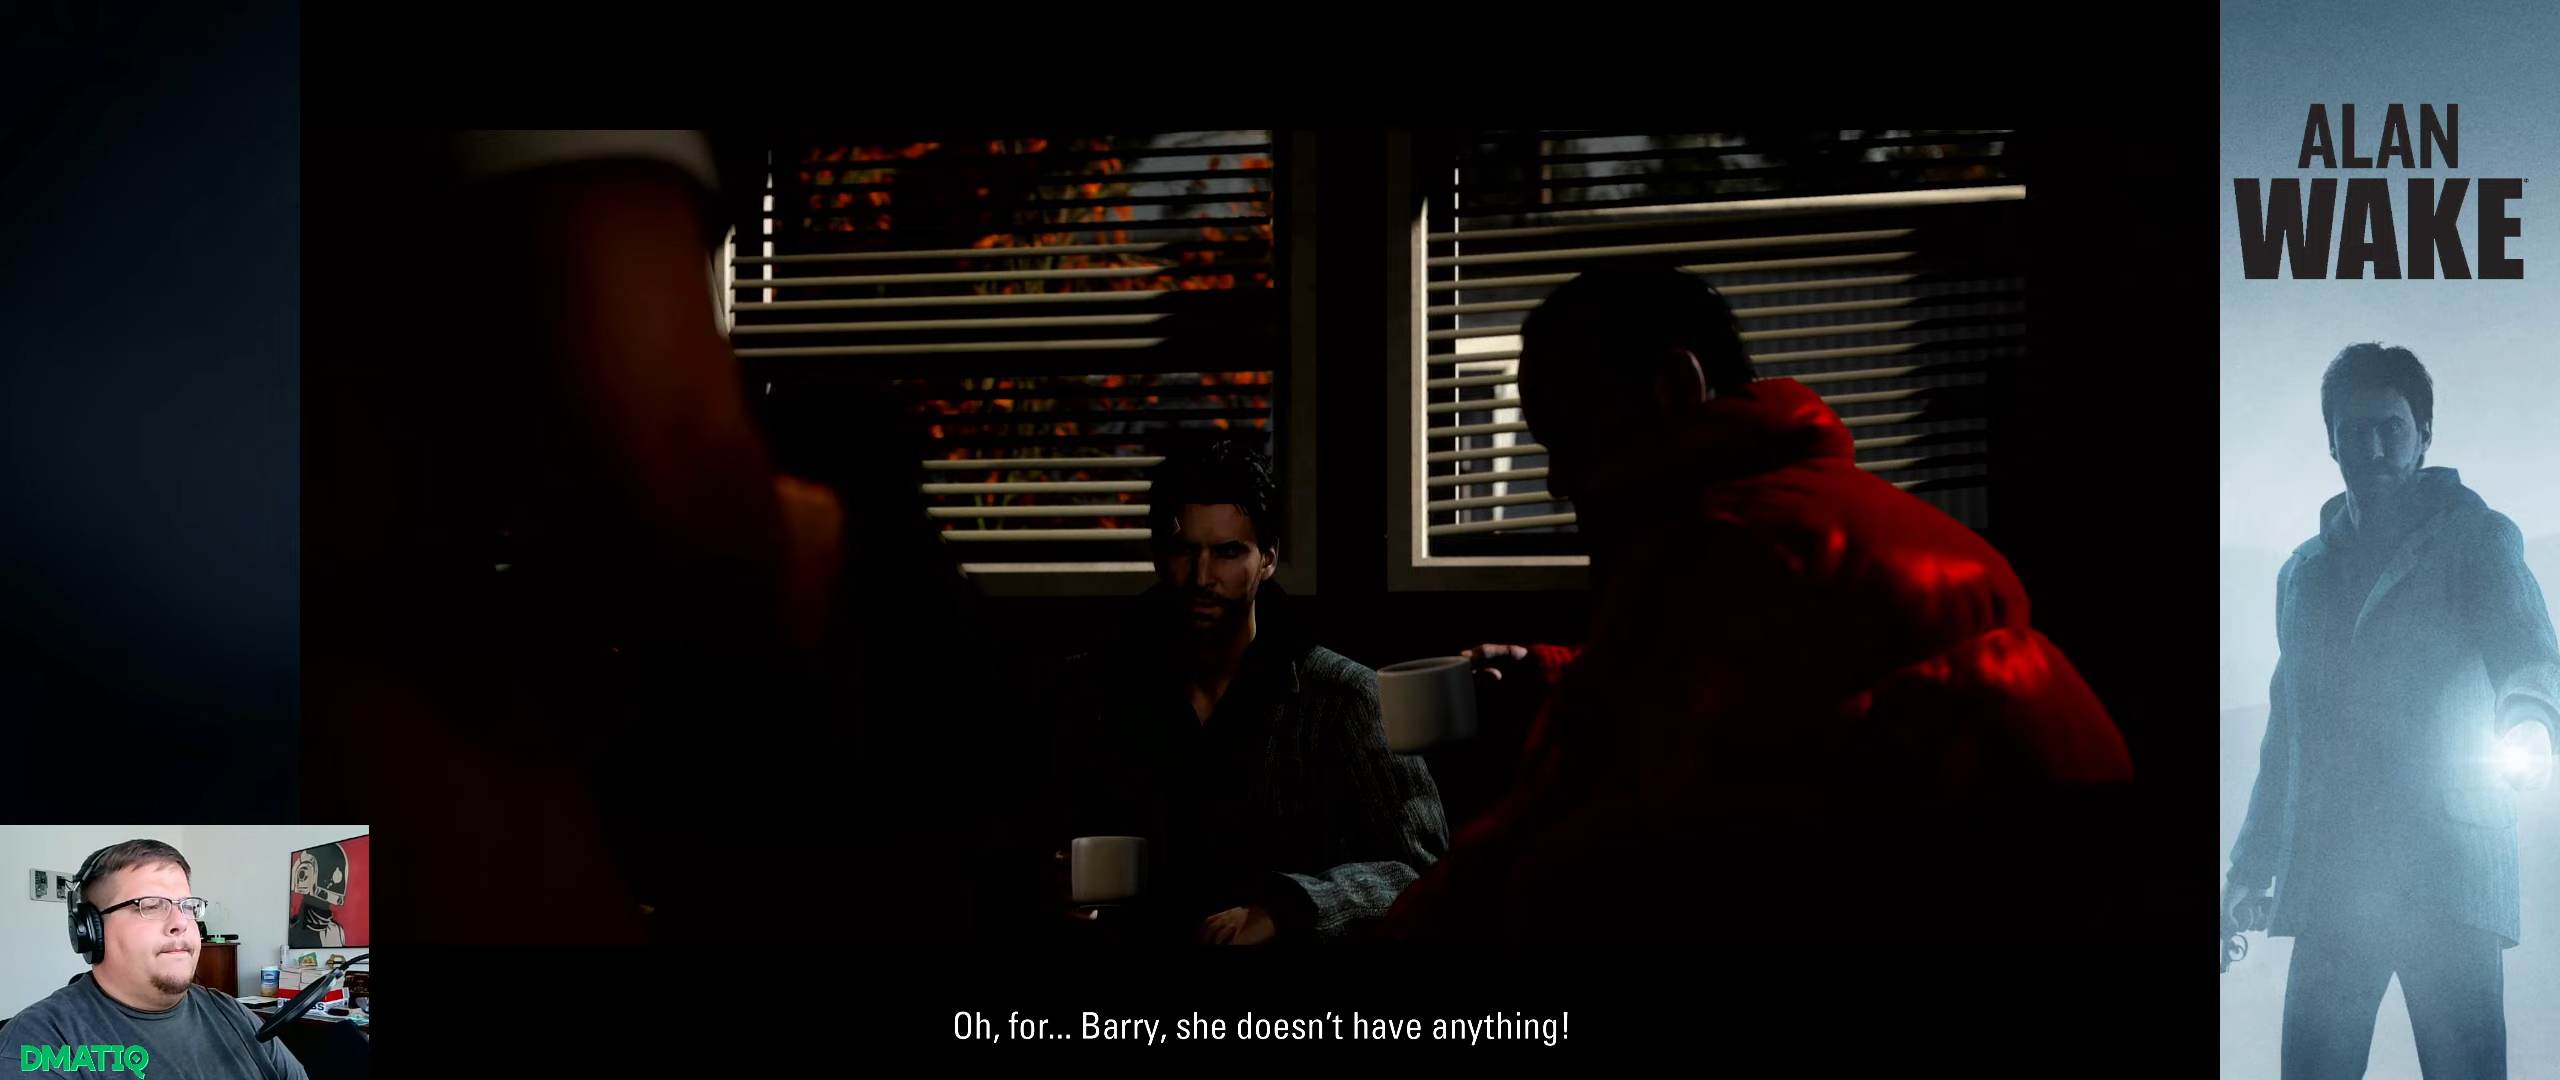 ALAN
WAKE
Oh, for... Barry, she doesn't have anything!
DMATIQ